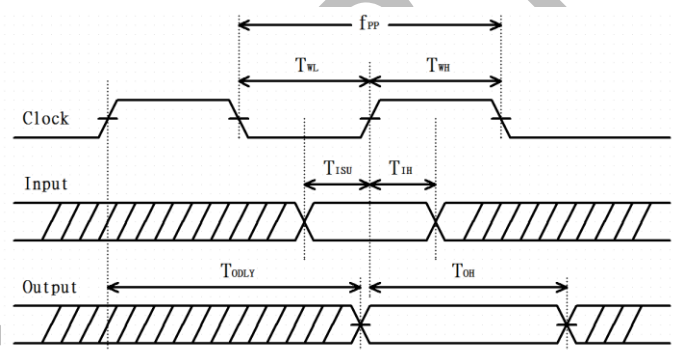 fPP
TWL TWH
Clock
TISU TIH
Input
TODLY TOH
Output